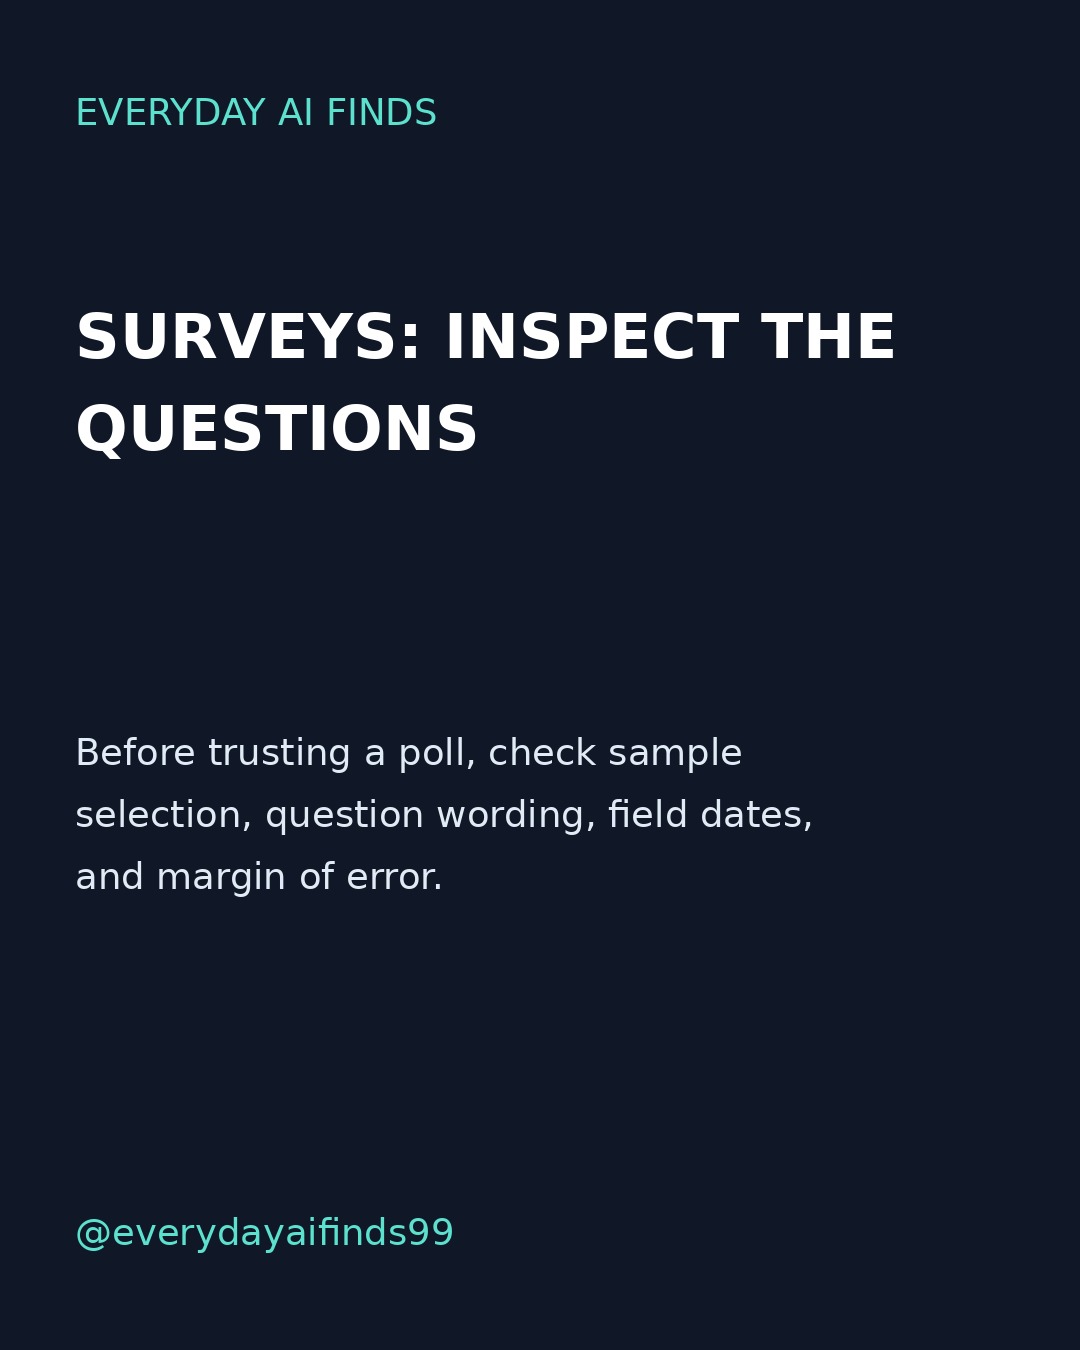 EVERYDAY AI FINDS
SURVEYS: INSPECT THE
QUESTIONS
Before trusting a poll, check sample
selection, question wording, field dates,
and margin of error.
@everydayaifinds99